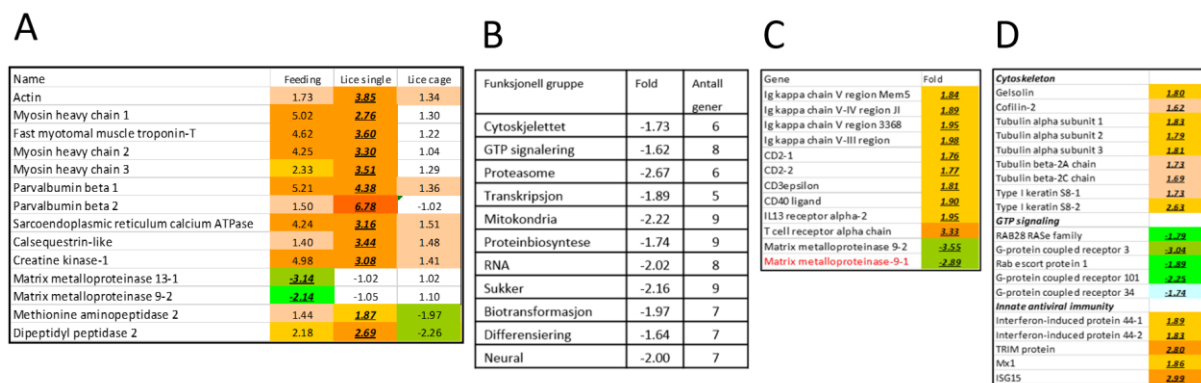 A
Name Feeding Lice single Lice cage
Actin 1.73 3.85 1.34
Myosin heavy chain 1 5.02 2.76 1.30
Fast myotomal muscle troponin-T 4.62 3.60 1.22
Myosin heavy chain 2 4.25 3.30 1.04
Myosin heavy chain 3 2.33 3.51 1.29
Parvalbumin beta 1 5.21 4.38 1.36
Parvalbumin beta 2 1.50 6.78 -1.02
Sarcoendoplasmic reticulum calcium ATPase 4.24 3.16 1.51
Calsequestrin-like 1.40 3.44 1.48
Creatine kinase-1 4.98 3.08 1.41
Matrix metalloproteinase 13-1 -3.14 -1.02 1.02
Matrix metalloproteinase 9-2 -2.14 -1.05 1.10
Methionine aminopeptidase 2 1.44 1.87 -1.97
Dipeptidyl peptidase 2 2.18 2.69 -2.26
B
Funksjonell gruppe Fold Antall
gener
Cytoskjelettet -1.73 6
GTP signalering -1.62 8
Proteasome -2.67 6
Transkripsjon -1.89 5
Mitokondria -2.22 9
Proteinbiosyntese -1.74 9
RNA -2.02 8
Sukker -2.16 9
Biotransformasjon -1.97 7
Differensiering -1.64 7
Neural -2.00 7
C
Gene Fold
Ig kappa chain V region Mem5 1.84
Ig kappa chain V-IV region JI 1.89
Ig kappa chain V region 3368 1.95
Ig kappa chain V-III region 1.98
CD2-1 1.76
CD2-2 1.77
CD3epsilon 1.81
CD40 ligand 1.90
IL13 receptor alpha-2 1.95
T cell receptor alpha chain 3.33
Matrix metalloproteinase 9-2 -3.55
Matrix metalloproteinase-9-1 -2.89
D
Cytoskeleton
Gelsolin 1.80
Cofilin-2 1.62
Tubulin alpha subunit 1 1.83
Tubulin alpha subunit 2 1.79
Tubulin alpha subunit 3 1.81
Tubulin beta-2A chain 1.73
Tubulin beta-2C chain 1.69
Type I keratin S8-1 1.73
Type I keratin S8-2 2.63
GTP signaling
RAB28 RASe family -1.79
G-protein coupled receptor 3 -3.04
Rab escort protein 1 -1.89
G-protein coupled receptor 101 -2.25
G-protein coupled receptor 34 -1.74
Innate antiviral immunity
Interferon-induced protein 44-1 1.89
Interferon-induced protein 44-2 1.83
TRIM protein 2.80
Mx1 1.86
ISG15 2.99